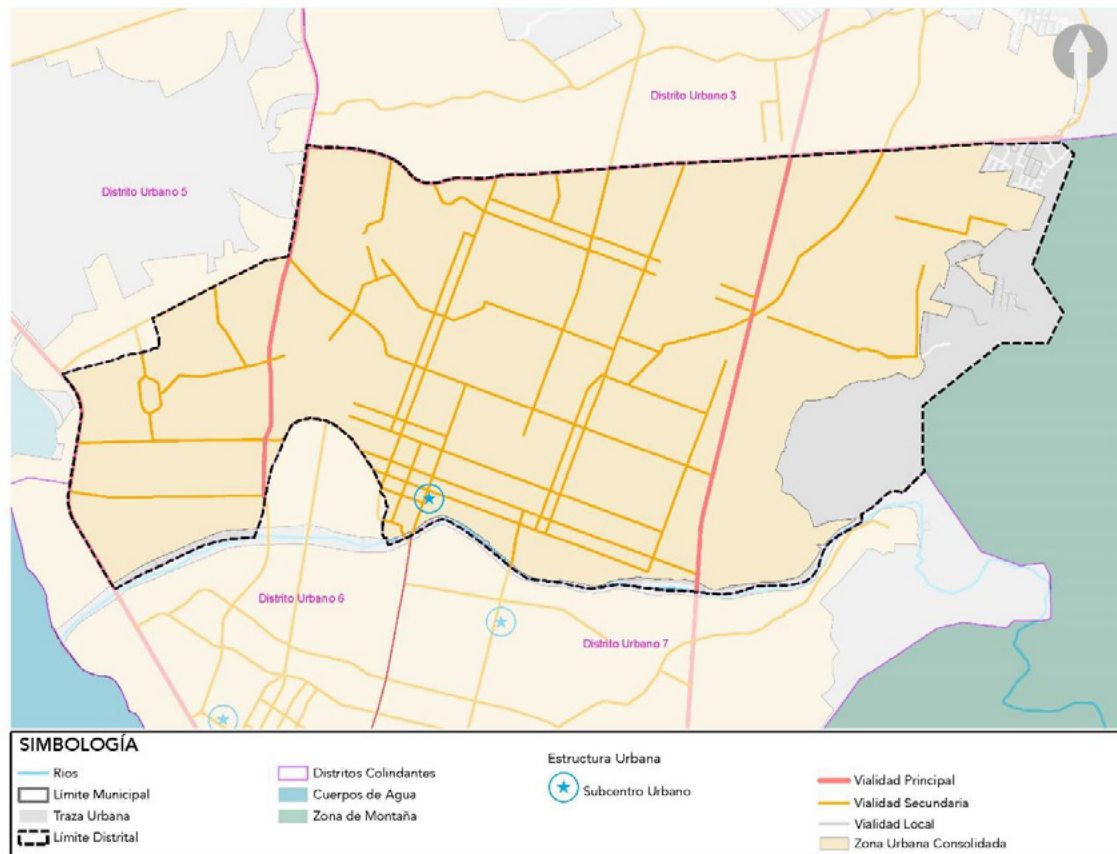 Distrito Urbano 3
Distrito Urbano 5
Distrito Urbano 6
Distrito Urbano 7
SIMBOLOGÍA
Rios
Límite Municipal
Traza Urbana
Límite Distrital
Distritos Colindantes
Cuerpos de Agua
Zona de Montaña
Estructura Urbana
Subcentro Urbano
Vialidad Principal
Vialidad Secundaria
Vialidad Local
Zona Urbana Consolidada